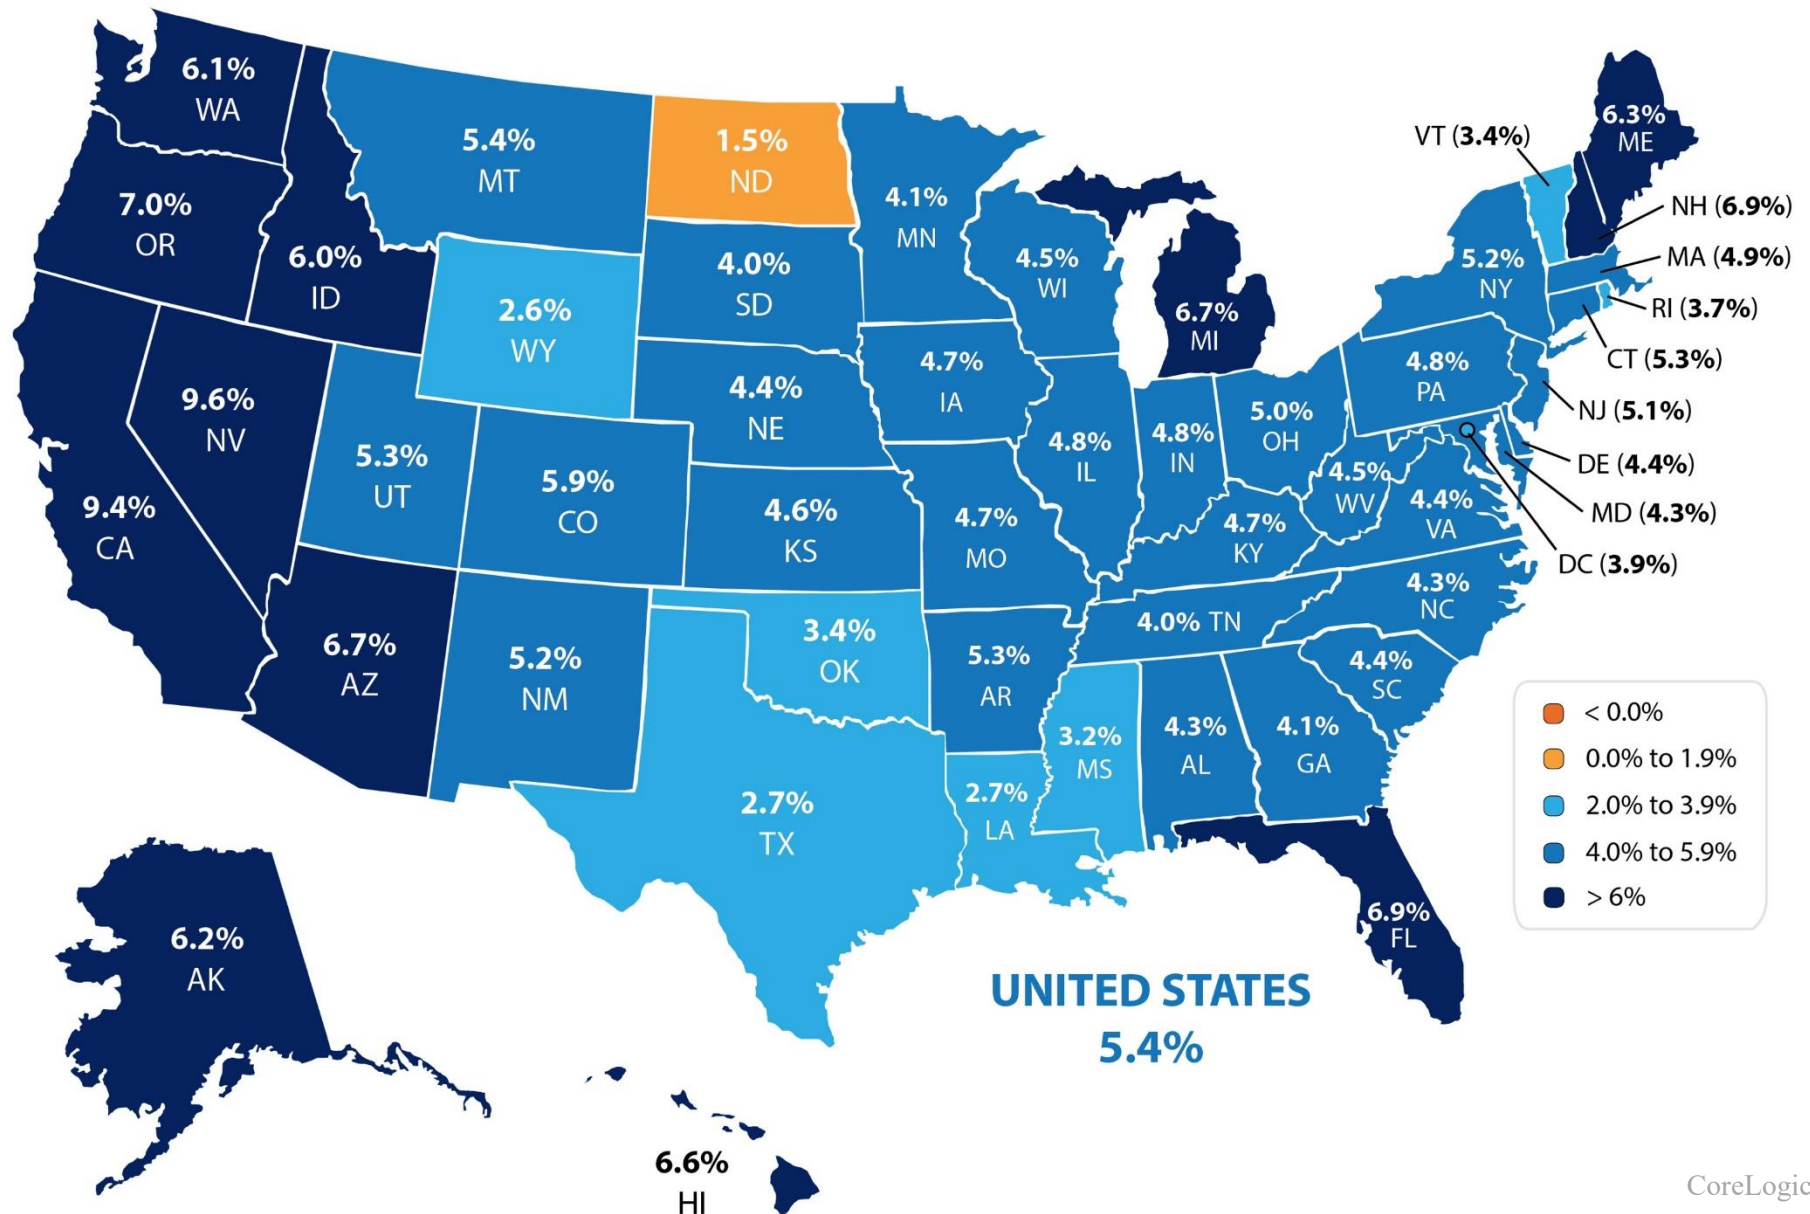 6.1%
WA
7.0%
OR
6.0%
ID
5.4%
MT
1.5%
ND
4.1%
MN
4.5%
WI
6.7%
MI
6.3%
ME
VT (3.4%)
NH (6.9%)
MA (4.9%)
RI (3.7%)
CT (5.3%)
NJ (5.1%)
DE (4.4%)
MD (4.3%)
DC (3.9%)
5.2%
NY
4.8%
PA
2.6%
WY
4.0%
SD
4.4%
NE
4.7%
IA
9.6%
NV
9.4%
CA
5.3%
UT
5.9%
CO
4.6%
KS
4.7%
MO
4.8%
IL
4.8%
IN
5.0%
OH
4.5%
WV
4.4%
VA
4.7%
KY
4.3%
NC
4.0% TN
4.4%
SC
6.7%
AZ
5.2%
NM
3.4%
OK
5.3%
AR
3.2%
MS
4.3%
AL
4.1%
GA
2.7%
TX
2.7%
LA
6.9%
FL
6.2%
AK
6.6%
HI
< 0.0%
0.0% to 1.9%
2.0% to 3.9%
4.0% to 5.9%
> 6%
UNITED STATES
5.4%
CoreLogic